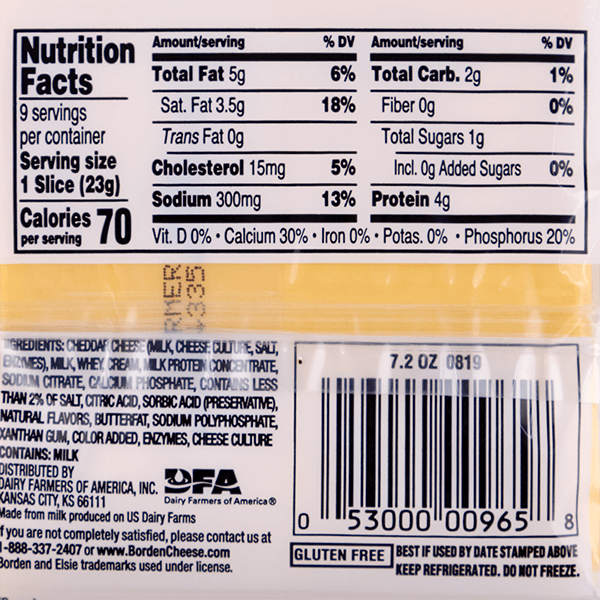 Nutrition Facts
9 servings
per container
Serving size
1 Slice (23g)
Calories 70
per serving
Amount/serving % DV
Total Fat 5g 6%
Sat. Fat 3.5g 18%
Trans Fat 0g
Cholesterol 15mg 5%
Sodium 300mg 13%
Amount/serving % DV
Total Carb. 2g 1%
Fiber 0g 0%
Total Sugars 1g
Incl. 0g Added Sugars 0%
Protein 4g
Vit. D 0% • Calcium 30% • Iron 0% • Potas. 0% • Phosphorus 20%
RMER
4335
INGREDIENTS: CHEDDAR CHEESE (MILK, CHEESE CULTURE, SALT,
ENZYMES), MILK, WHEY, CREAM, MILK PROTEIN CONCENTRATE,
SODIUM CITRATE, CALCIUM PHOSPHATE, CONTAINS LESS
THAN 2% OF SALT, CITRIC ACID, SORBIC ACID (PRESERVATIVE),
NATURAL FLAVORS, BUTTERFAT, SODIUM POLYPHOSPHATE,
XANTHAN GUM, COLOR ADDED, ENZYMES, CHEESE CULTURE
CONTAINS: MILK
DISTRIBUTED BY
DAIRY FARMERS OF AMERICA, INC.
KANSAS CITY, KS 66111
DFA
Dairy Farmers of America®
Made from milk produced on US Dairy Farms
If you are not completely satisfied, please contact us at
1-888-337-2407 or www.BordenCheese.com
Borden and Elsie trademarks used under license.
7.2 OZ 0819
0 53000 00965 8
GLUTEN FREE
BEST IF USED BY DATE STAMPED ABOVE
KEEP REFRIGERATED. DO NOT FREEZE.